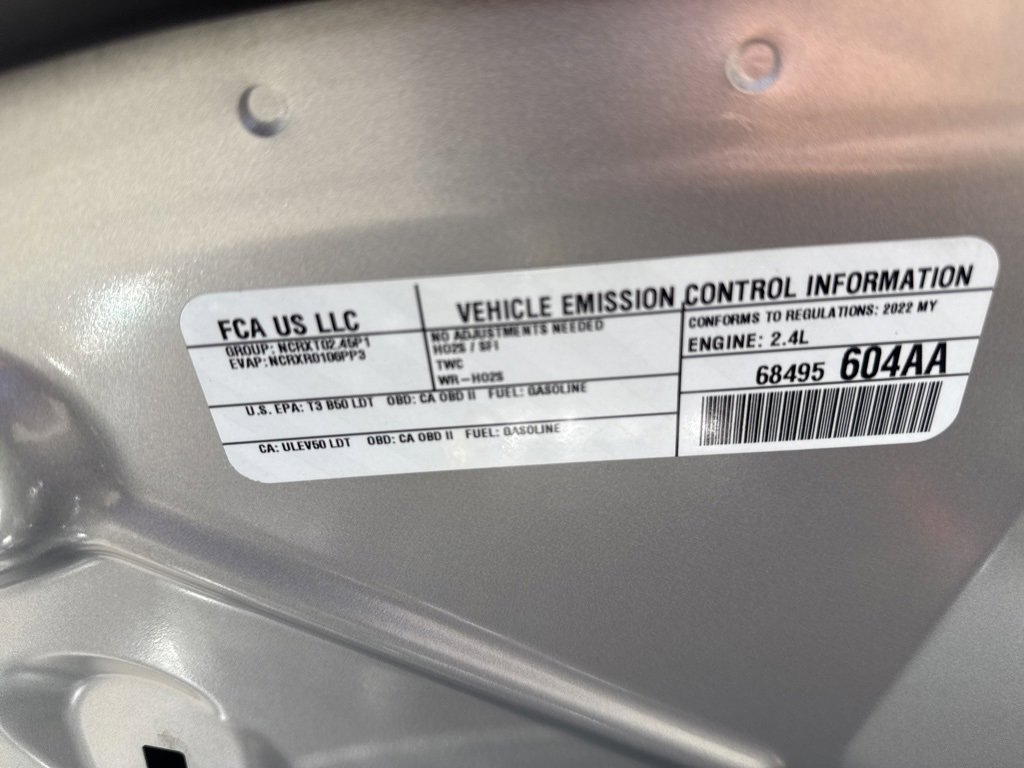 FCA US LLC
GROUP: NCRXT02.45P1
EVAP: NCRXR0106PP3
VEHICLE EMISSION CONTROL INFORMATION
NO ADJUSTMENTS NEEDED
HO2S / SFI
TWC
WR-HO2S
CONFORMS TO REGULATIONS: 2022 MY
ENGINE: 2.4L
68495 604AA
U.S. EPA: T3 B50 LDT OBD: CA OBD II FUEL: GASOLINE
CA: ULEV50 LDT OBD: CA OBD II FUEL: GASOLINE